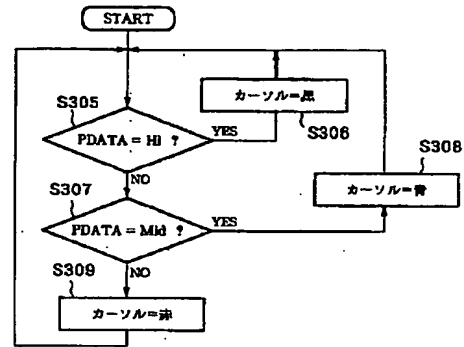 START
S305
カーソル=黒
S306
PDATA = Hi ?
YES
S308
NO
S307
カーソル=青
PDATA = Mid ?
YES
S309
NO
カーソル=赤